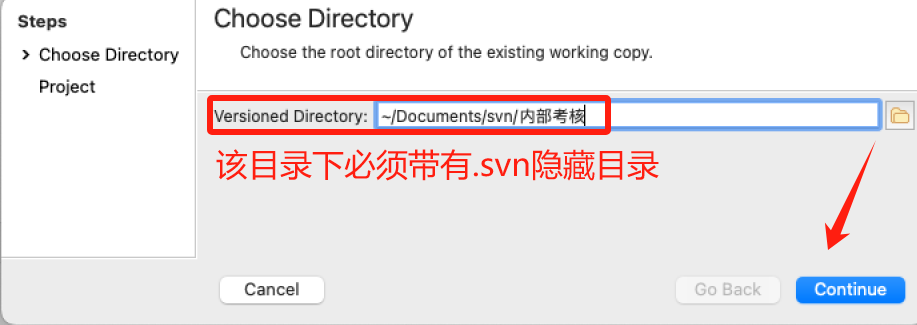 Steps
> Choose Directory
Project
Choose Directory
Choose the root directory of the existing working copy.
Versioned Directory: ~/Documents/svn/内部考核
该目录下必须带有.svn隐藏目录
Cancel
Go Back
Continue